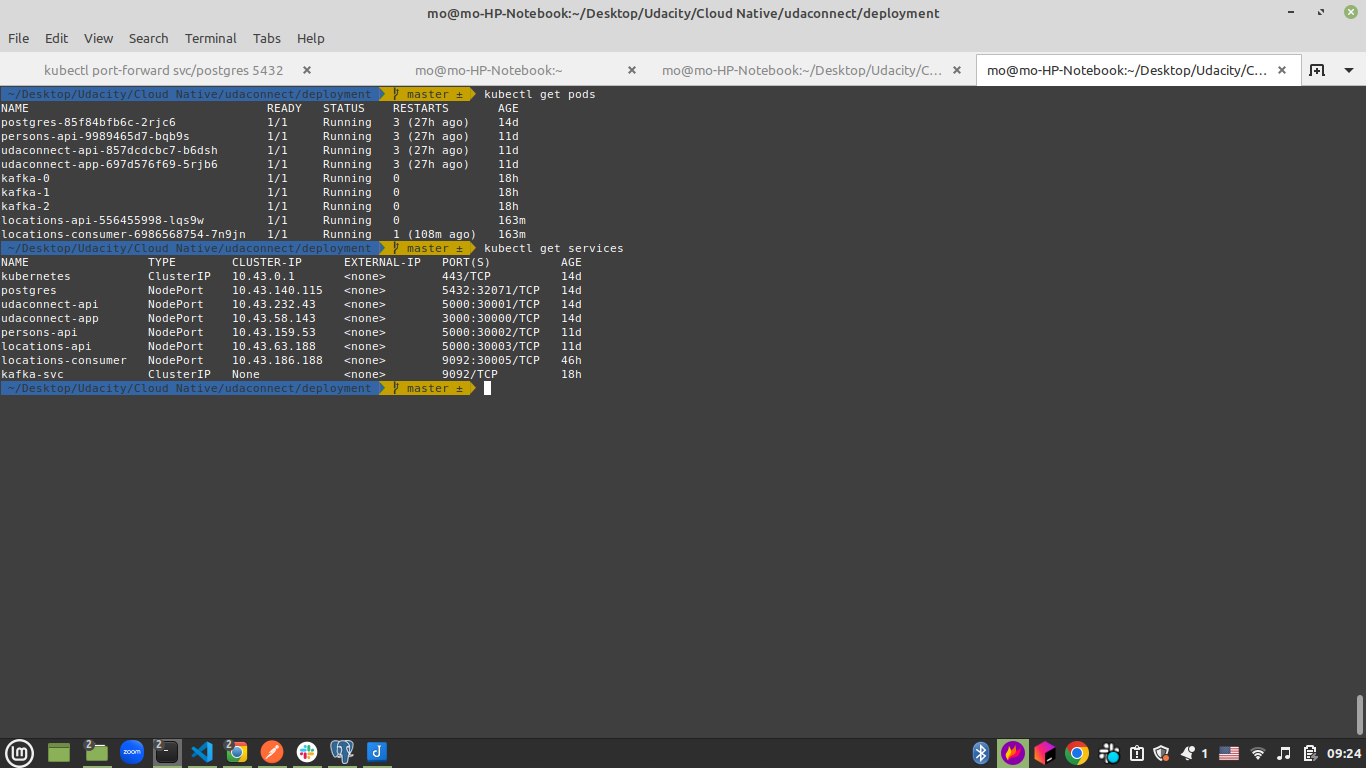 mo@mo-HP-Notebook:~/Desktop/Udacity/Cloud Native/udaconnect/deployment
File Edit View Search Terminal Tabs Help
kubectl port-forward svc/postgres 5432 mo@mo-HP-Notebook:~ mo@mo-HP-Notebook:~/Desktop/Udacity/C... mo@mo-HP-Notebook:~/Desktop/Udacity/C...
~/Desktop/Udacity/Cloud Native/udaconnect/deployment master ± kubectl get pods
NAME READY STATUS RESTARTS AGE
postgres-85f84bfb6c-2rjc6 1/1 Running 3 (27h ago) 14d
persons-api-9989465d7-bqb9s 1/1 Running 3 (27h ago) 11d
udaconnect-api-857dcdcbc7-b6dsh 1/1 Running 3 (27h ago) 11d
udaconnect-app-697d576f69-5rjb6 1/1 Running 3 (27h ago) 11d
kafka-0 1/1 Running 0 18h
kafka-1 1/1 Running 0 18h
kafka-2 1/1 Running 0 18h
locations-api-556455998-lqs9w 1/1 Running 0 163m
locations-consumer-6986568754-7n9jn 1/1 Running 1 (108m ago) 163m
~/Desktop/Udacity/Cloud Native/udaconnect/deployment master ± kubectl get services
NAME TYPE CLUSTER-IP EXTERNAL-IP PORT(S) AGE
kubernetes ClusterIP 10.43.0.1 <none> 443/TCP 14d
postgres NodePort 10.43.140.115 <none> 5432:32071/TCP 14d
udaconnect-api NodePort 10.43.232.43 <none> 5000:30001/TCP 14d
udaconnect-app NodePort 10.43.58.143 <none> 3000:30000/TCP 14d
persons-api NodePort 10.43.159.53 <none> 5000:30002/TCP 11d
locations-api NodePort 10.43.63.188 <none> 5000:30003/TCP 11d
locations-consumer NodePort 10.43.186.188 <none> 9092:30005/TCP 46h
kafka-svc ClusterIP None <none> 9092/TCP 18h
~/Desktop/Udacity/Cloud Native/udaconnect/deployment master ±
lm 2 zoom 2 2 J 1 09:24